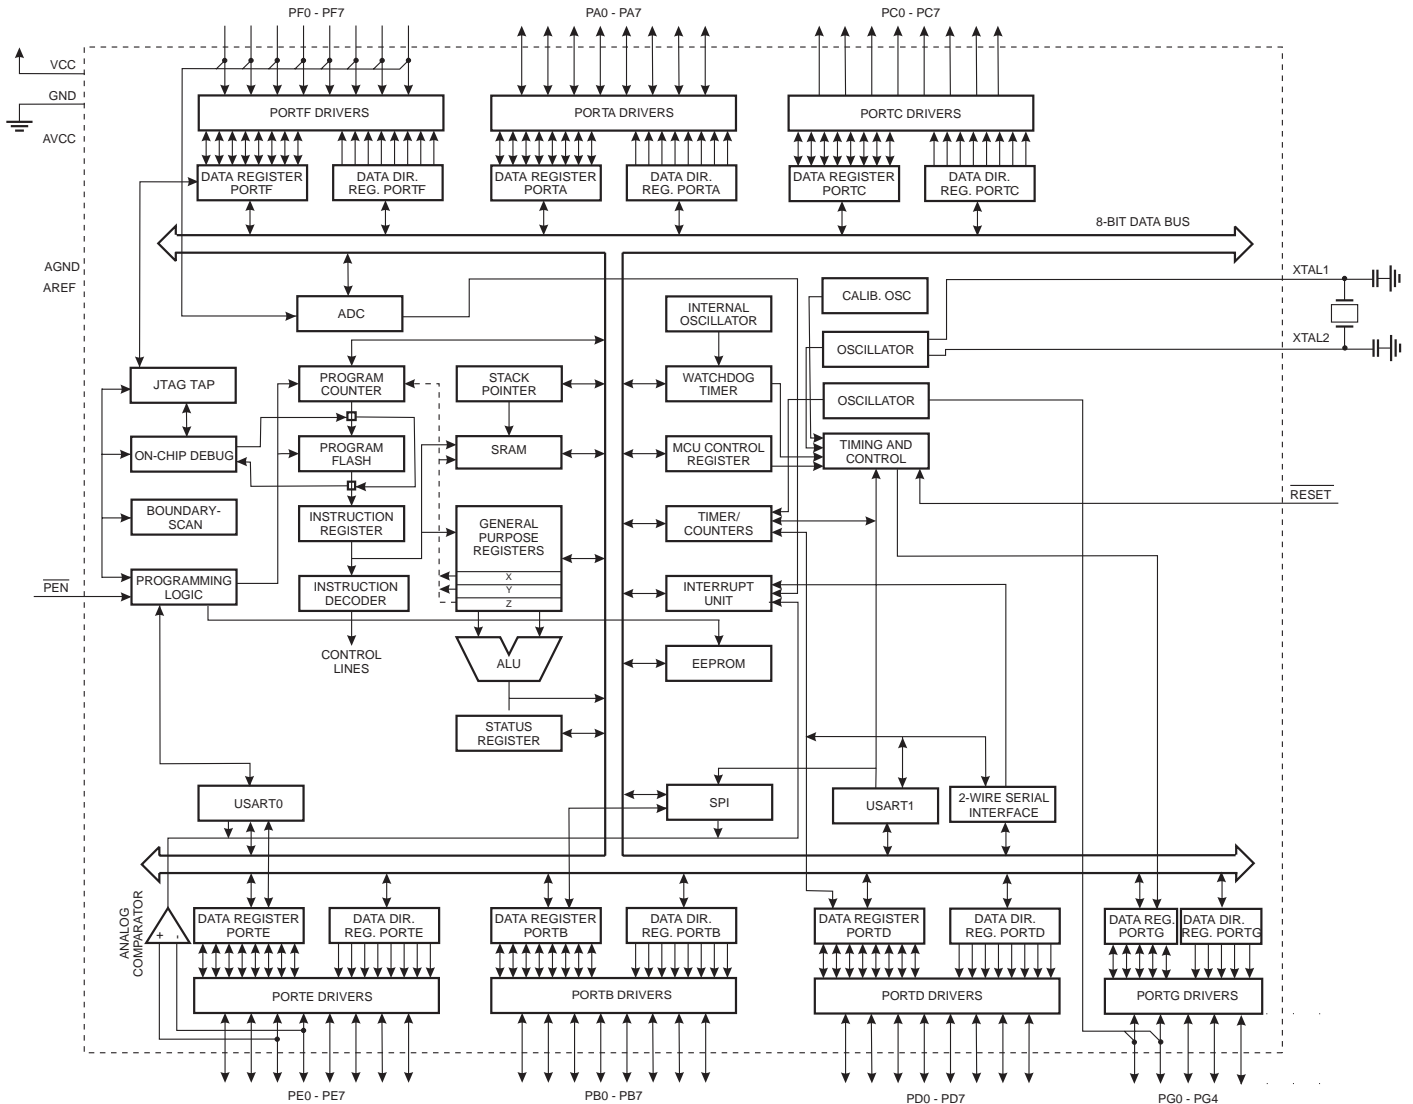 PF0 - PF7
PA0 - PA7
PC0 - PC7
VCC
GND
AVCC
PORTF DRIVERS
PORTA DRIVERS
PORTC DRIVERS
DATA REGISTER
PORTF
DATA DIR.
REG. PORTF
DATA REGISTER
PORTA
DATA DIR.
REG. PORTA
DATA REGISTER
PORTC
DATA DIR.
REG. PORTC
8-BIT DATA BUS
AGND
AREF
XTAL1
XTAL2
ADC
INTERNAL
OSCILLATOR
CALIB. OSC
OSCILLATOR
JTAG TAP
PROGRAM
COUNTER
STACK
POINTER
WATCHDOG
TIMER
OSCILLATOR
ON-CHIP DEBUG
PROGRAM
FLASH
SRAM
MCU CONTROL
REGISTER
TIMING AND
CONTROL
RESET
BOUNDARY-
SCAN
INSTRUCTION
REGISTER
GENERAL
PURPOSE
REGISTERS
X
Y
Z
TIMER/
COUNTERS
PEN
PROGRAMMING
LOGIC
INSTRUCTION
DECODER
INTERRUPT
UNIT
CONTROL
LINES
ALU
EEPROM
STATUS
REGISTER
USART0
SPI
USART1
2-WIRE SERIAL
INTERFACE
ANALOG
COMPARATOR
+
-
DATA REGISTER
PORTE
DATA DIR.
REG. PORTE
DATA REGISTER
PORTB
DATA DIR.
REG. PORTB
DATA REGISTER
PORTD
DATA DIR.
REG. PORTD
DATA REG.
PORTG
DATA DIR.
REG. PORTG
PORTE DRIVERS
PORTB DRIVERS
PORTD DRIVERS
PORTG DRIVERS
PE0 - PE7
PB0 - PB7
PD0 - PD7
PG0 - PG4